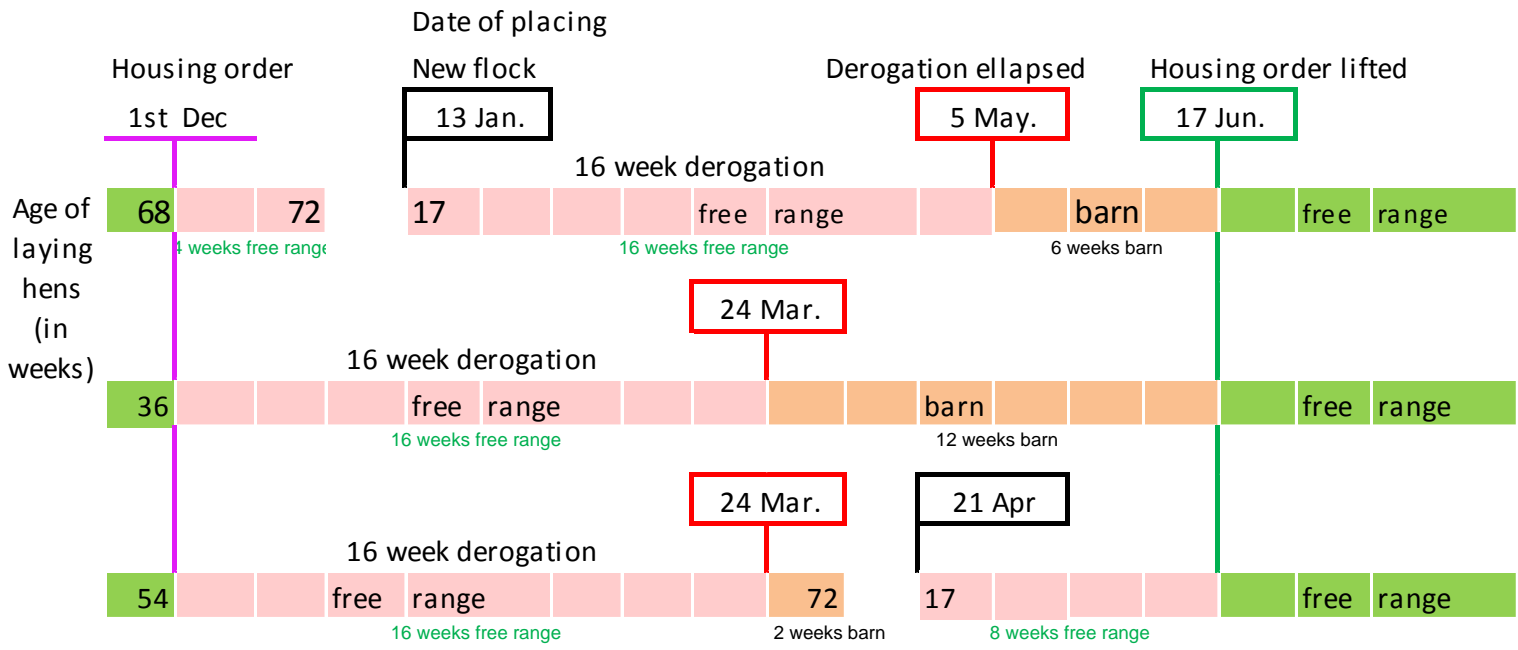 Date of placing
Housing order New flock Derogation ellapsed Housing order lifted
1st Dec 13 Jan. 5 May. 17 Jun.
16 week derogation
Age of laying hens (in weeks)
68 72 17 free range barn free range
4 weeks free range 16 weeks free range 6 weeks barn
24 Mar.
16 week derogation
36 free range barn free range
16 weeks free range 12 weeks barn
24 Mar. 21 Apr
16 week derogation
54 free range 72 17 free range
16 weeks free range 2 weeks barn 8 weeks free range